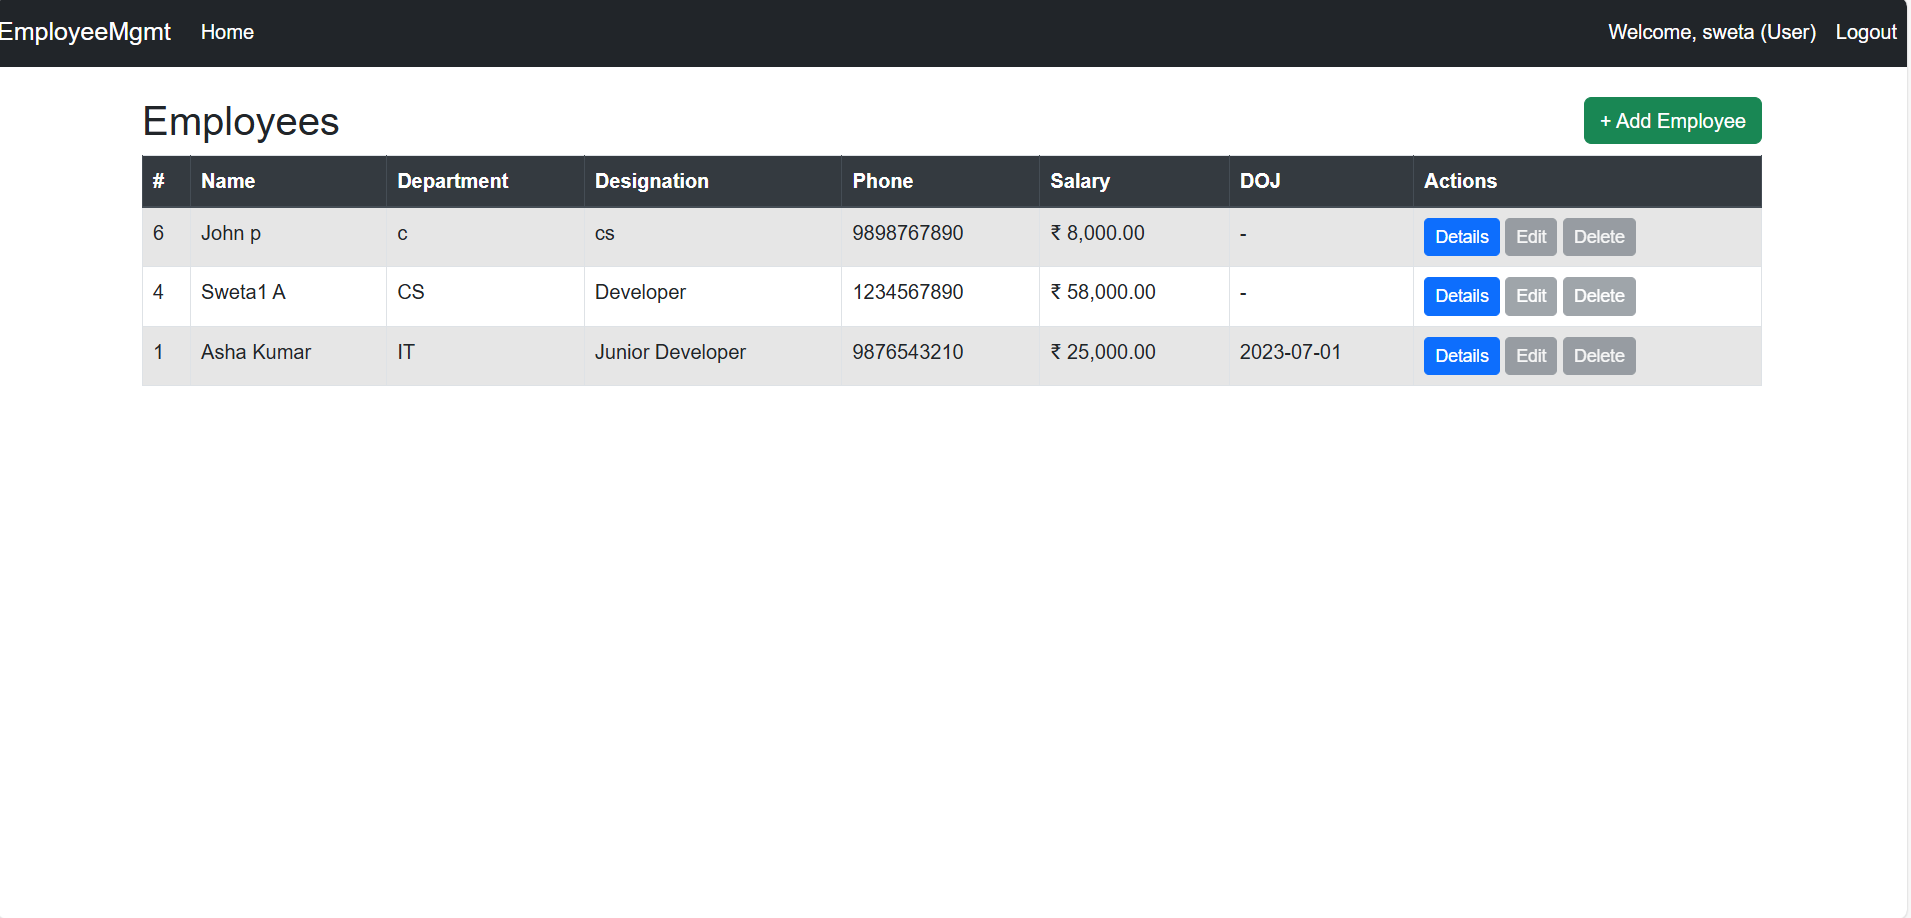 EmployeeMgmt Home Welcome, sweta (User) Logout
Employees + Add Employee
# Name Department Designation Phone Salary DOJ Actions
6 John p c cs 9898767890 ₹ 8,000.00 - Details Edit Delete
4 Sweta1 A CS Developer 1234567890 ₹ 58,000.00 - Details Edit Delete
1 Asha Kumar IT Junior Developer 9876543210 ₹ 25,000.00 2023-07-01 Details Edit Delete